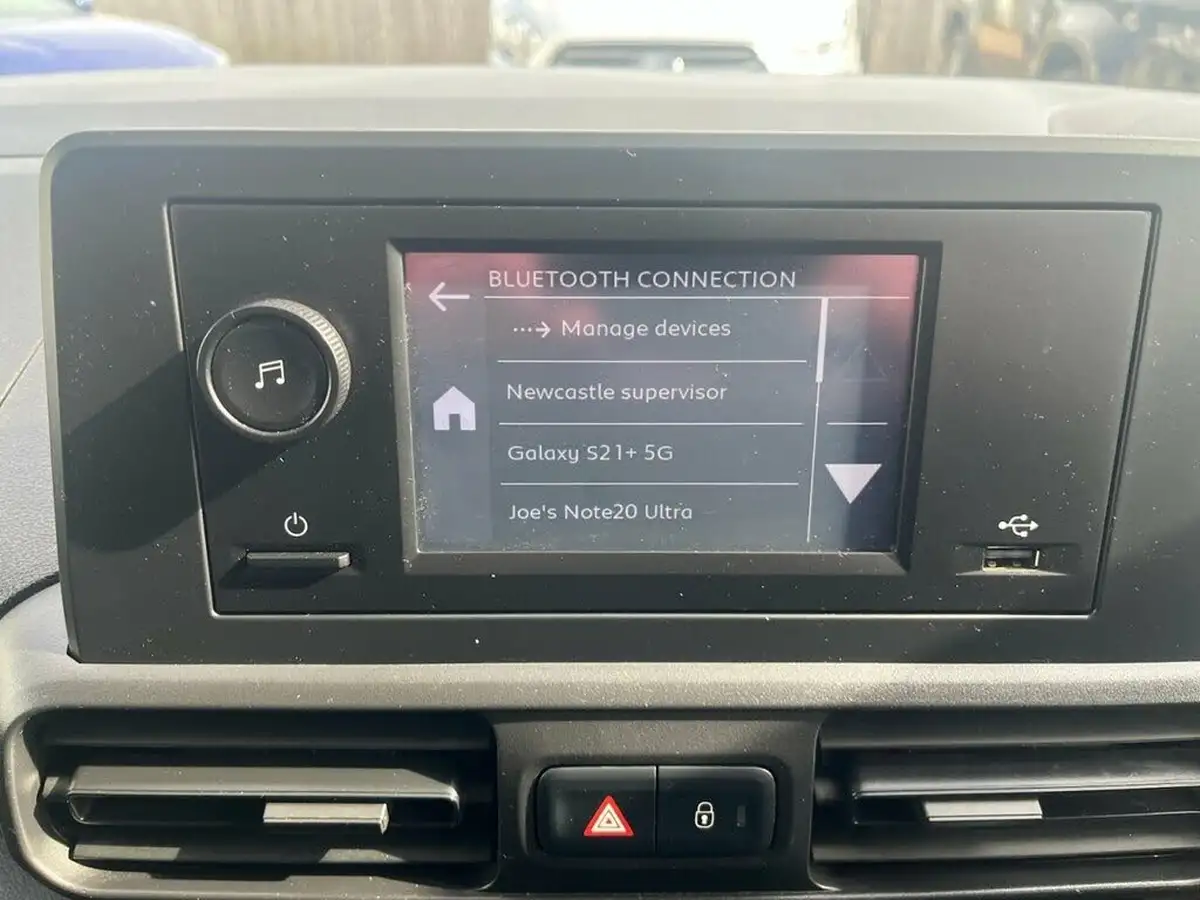 BLUETOOTH CONNECTION
Manage devices
Newcastle supervisor
Galaxy S21+ 5G
Joe's Note20 Ultra